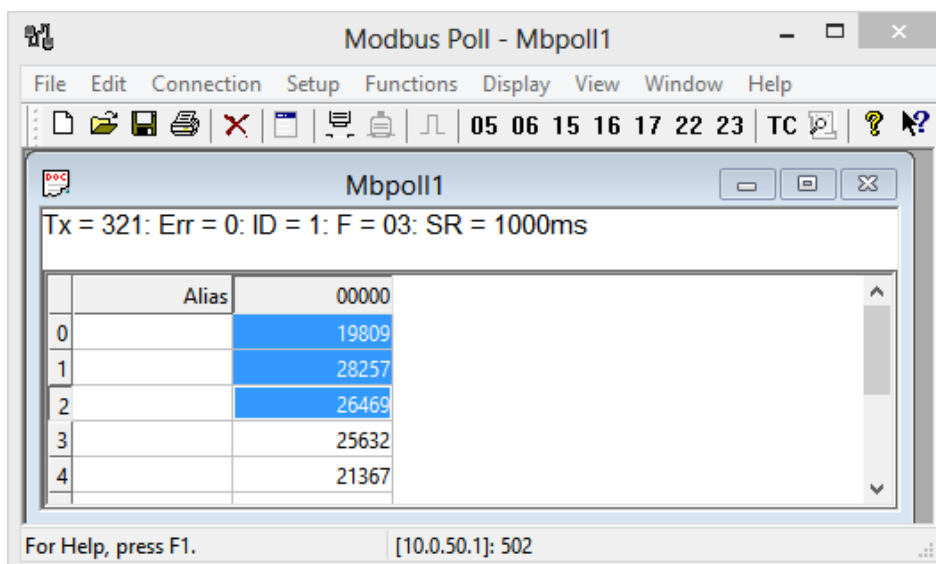 Modbus Poll - Mbpoll1
File Edit Connection Setup Functions Display View Window Help
05 06 15 16 17 22 23 TC
DOC Mbpoll1
Tx = 321: Err = 0: ID = 1: F = 03: SR = 1000ms
Alias 00000
0 19809
1 28257
2 26469
3 25632
4 21367
For Help, press F1. [10.0.50.1]: 502